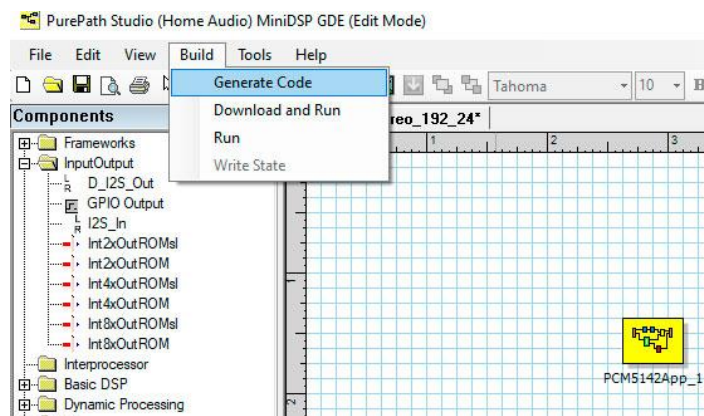 PurePath Studio (Home Audio) MiniDSP GDE (Edit Mode)
File Edit View Build Tools Help
Generate Code
Download and Run
Run
Write State
Tahoma 10 B
Components
reo_192_24*
1 2 3
Frameworks
InputOutput
D_I2S_Out
GPIO Output
I2S_In
Int2xOutROMsl
Int2xOutROM
Int4xOutROMsl
Int4xOutROM
Int8xOutROMsl
Int8xOutROM
Interprocessor
Basic DSP
Dynamic Processing
PCM5142App_1
2